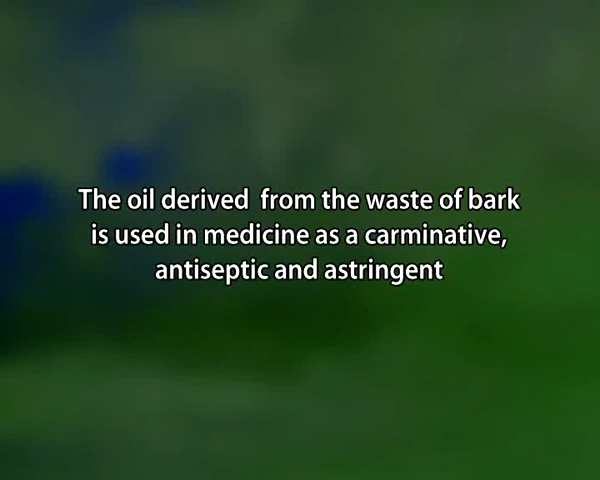 The oil derived  from the waste of bark
is used in medicine as a carminative,
antiseptic and astringent